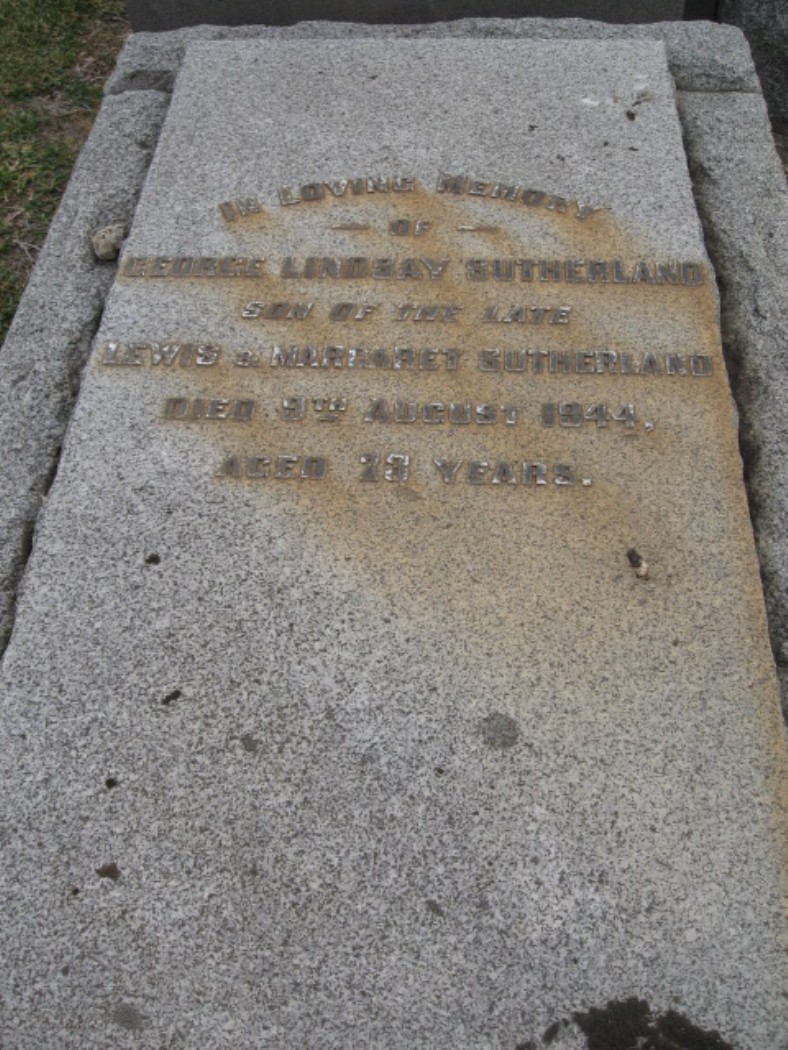 IN LOVING MEMORY
— OF —
GEORGE LINDSAY SUTHERLAND
SON OF THE LATE
LEWIS & MARGARET SUTHERLAND
DIED 9TH AUGUST 1944,
AGED 73 YEARS.